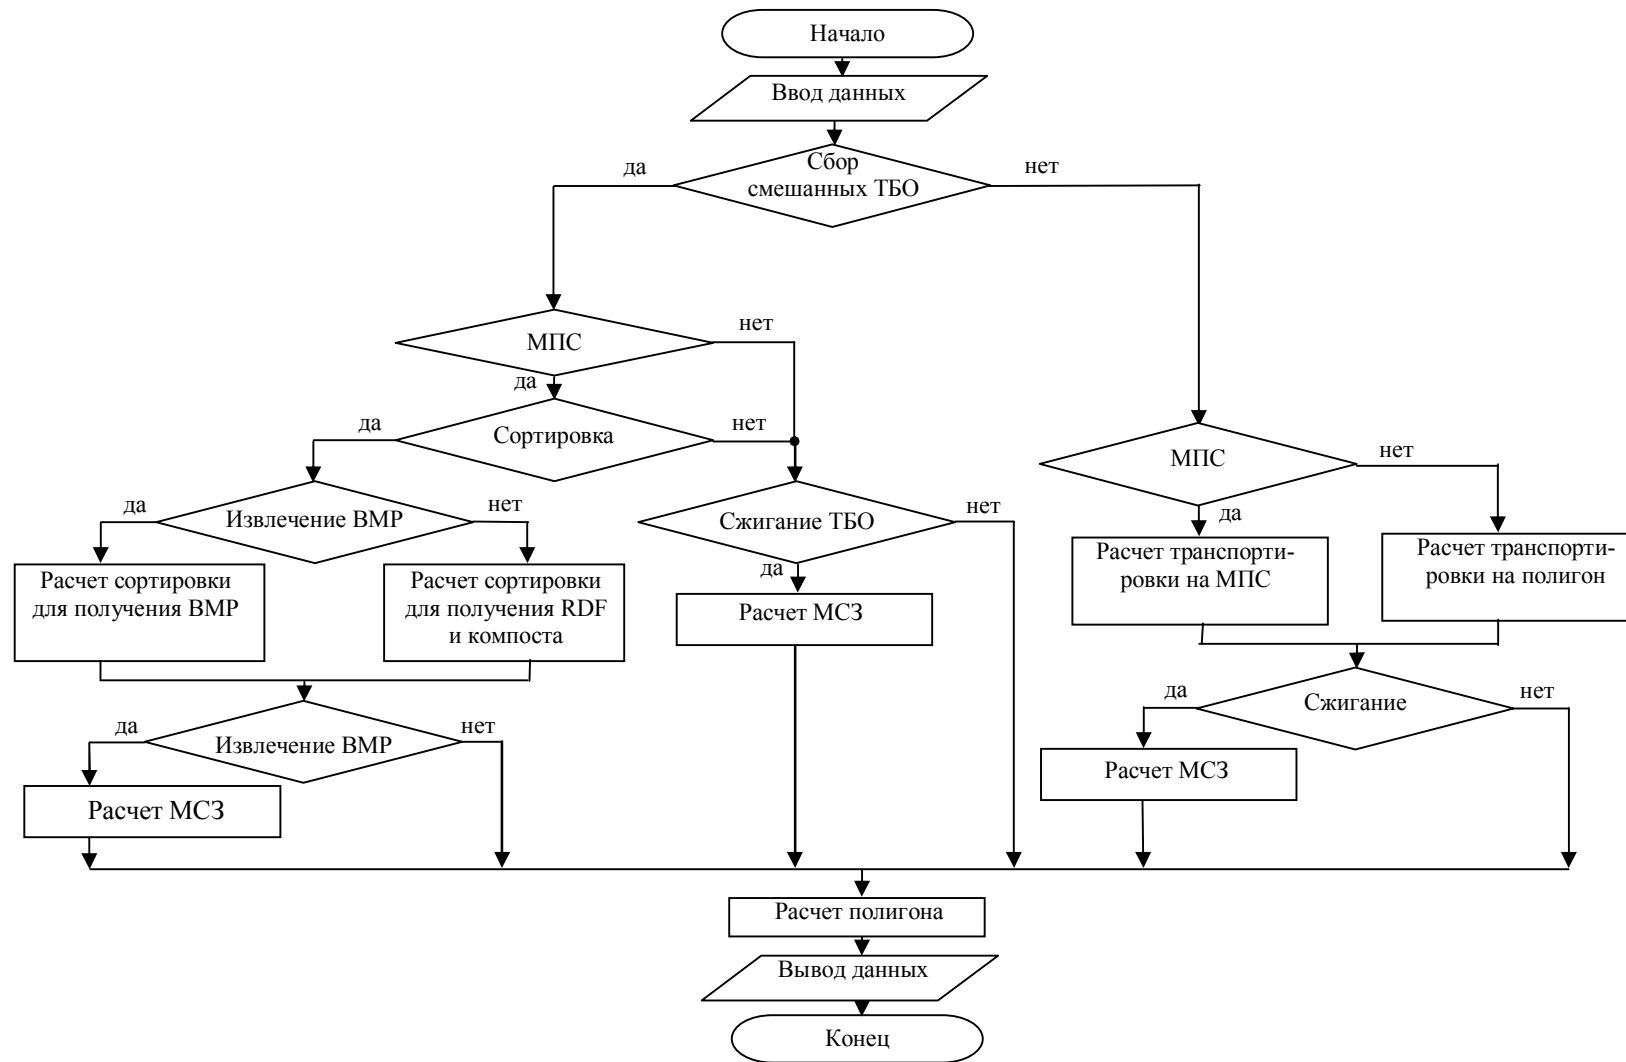 Начало
Ввод данных
да
Сбор
смешанных ТБО
нет
МПС
нет
да
да
Сортировка
нет
МПС
нет
да
Извлечение ВМР
нет
Сжигание ТБО
нет
да
да
Расчет сортировки
для получения ВМР
Расчет сортировки
для получения RDF
и компоста
Расчет МСЗ
Расчет транспорти-
ровки на МПС
Расчет транспорти-
ровки на полигон
да
Извлечение ВМР
нет
да
Сжигание
нет
Расчет МСЗ
Расчет МСЗ
Расчет полигона
Вывод данных
Конец